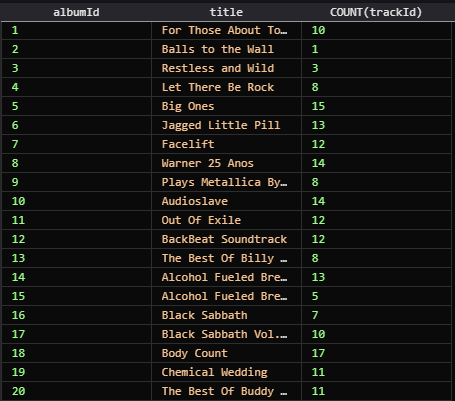 albumId title COUNT(trackId)
1 For Those About To… 10
2 Balls to the Wall 1
3 Restless and Wild 3
4 Let There Be Rock 8
5 Big Ones 15
6 Jagged Little Pill 13
7 Facelift 12
8 Warner 25 Anos 14
9 Plays Metallica By… 8
10 Audioslave 14
11 Out Of Exile 12
12 BackBeat Soundtrack 12
13 The Best Of Billy … 8
14 Alcohol Fueled Bre… 13
15 Alcohol Fueled Bre… 5
16 Black Sabbath 7
17 Black Sabbath Vol.… 10
18 Body Count 17
19 Chemical Wedding 11
20 The Best Of Buddy … 11